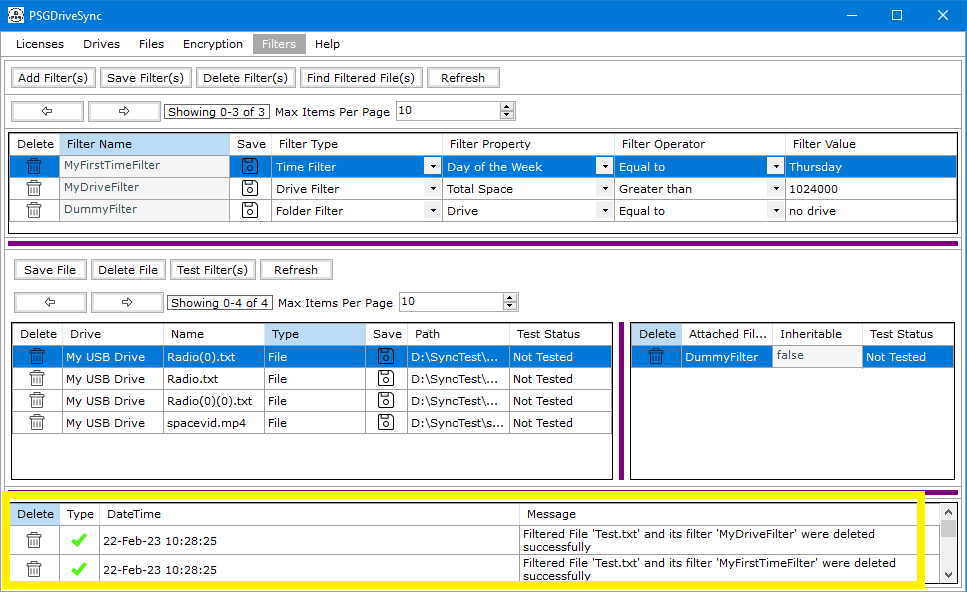 PSGDriveSync
Licenses Drives Files Encryption Filters Help
Add Filter(s) Save Filter(s) Delete Filter(s) Find Filtered File(s) Refresh
Showing 0-3 of 3 Max Items Per Page 10
Delete Filter Name Save Filter Type Filter Property Filter Operator Filter Value
MyFirstTimeFilter Time Filter Day of the Week Equal to Thursday
MyDriveFilter Drive Filter Total Space Greater than 1024000
DummyFilter Folder Filter Drive Equal to no drive
Save File Delete File Test Filter(s) Refresh
Showing 0-4 of 4 Max Items Per Page 10
Delete Drive Name Type Save Path Test Status
My USB Drive Radio(0).txt File D:\SyncTest\... Not Tested
My USB Drive Radio.txt File D:\SyncTest\... Not Tested
My USB Drive Radio(0)(0).txt File D:\SyncTest\... Not Tested
My USB Drive spacevid.mp4 File D:\SyncTest\s... Not Tested
Delete Attached Fil... Inheritable Test Status
DummyFilter false Not Tested
Delete Type DateTime Message
22-Feb-23 10:28:25 Filtered File 'Test.txt' and its filter 'MyDriveFilter' were deleted
successfully
22-Feb-23 10:28:25 Filtered File 'Test.txt' and its filter 'MyFirstTimeFilter' were deleted
successfully